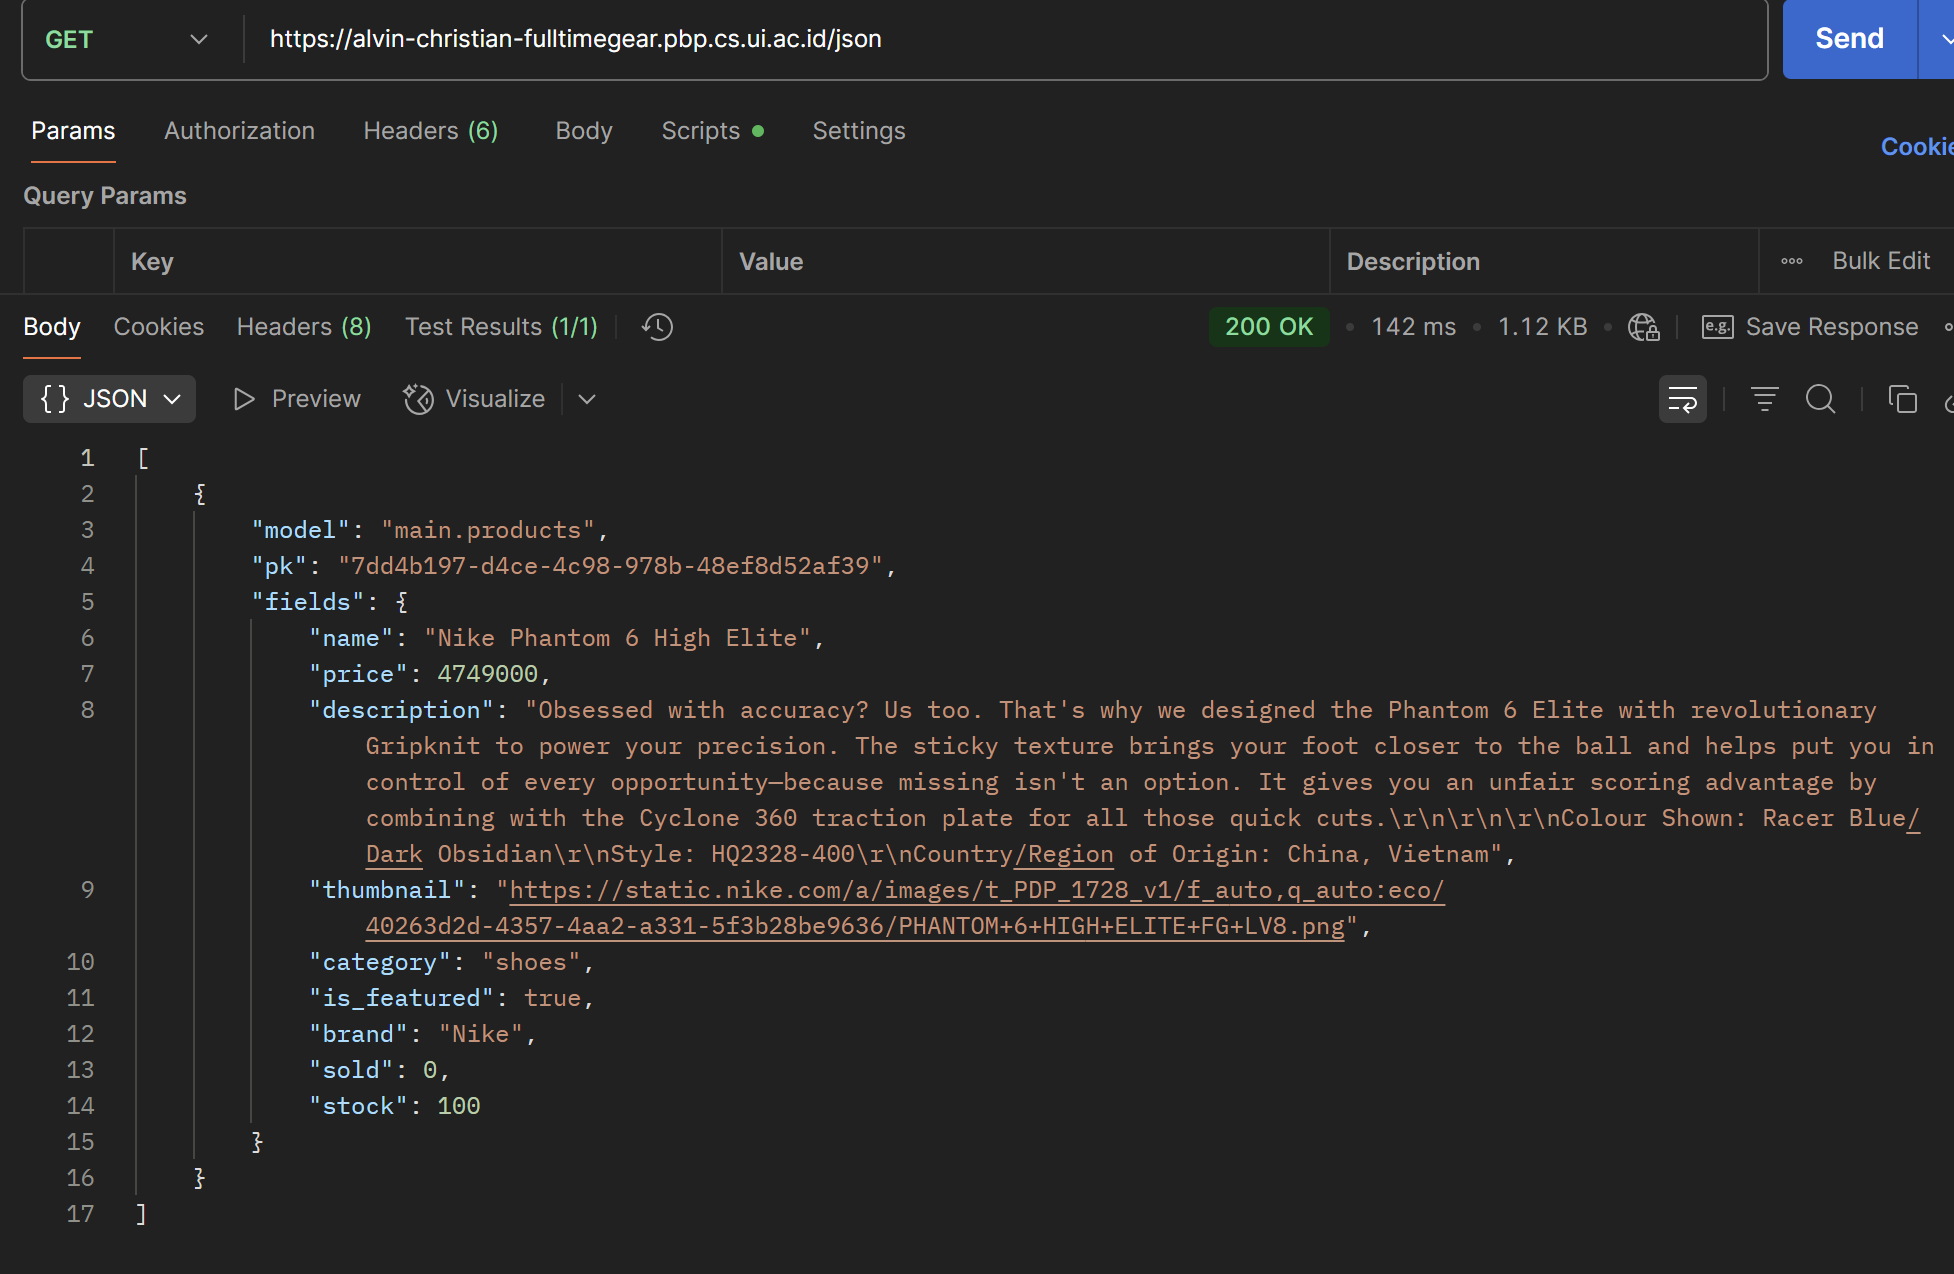 GET https://alvin-christian-fulltimegear.pbp.cs.ui.ac.id/json Send
Params Authorization Headers (6) Body Scripts Settings
Cookie
Query Params
Key Value Description Bulk Edit
Body Cookies Headers (8) Test Results (1/1) 200 OK • 142 ms • 1.12 KB • e.g. Save Response
{} JSON Preview Visualize
1 [
2 {
3 "model": "main.products",
4 "pk": "7dd4b197-d4ce-4c98-978b-48ef8d52af39",
5 "fields": {
6 "name": "Nike Phantom 6 High Elite",
7 "price": 4749000,
8 "description": "Obsessed with accuracy? Us too. That's why we designed the Phantom 6 Elite with revolutionary
Gripknit to power your precision. The sticky texture brings your foot closer to the ball and helps put you in
control of every opportunity—because missing isn't an option. It gives you an unfair scoring advantage by
combining with the Cyclone 360 traction plate for all those quick cuts.\r\n\r\n\r\nColour Shown: Racer Blue/
Dark Obsidian\r\nStyle: HQ2328-400\r\nCountry/Region of Origin: China, Vietnam",
9 "thumbnail": "https://static.nike.com/a/images/t_PDP_1728_v1/f_auto,q_auto:eco/
40263d2d-4357-4aa2-a331-5f3b28be9636/PHANTOM+6+HIGH+ELITE+FG+LV8.png",
10 "category": "shoes",
11 "is_featured": true,
12 "brand": "Nike",
13 "sold": 0,
14 "stock": 100
15 }
16 }
17 ]